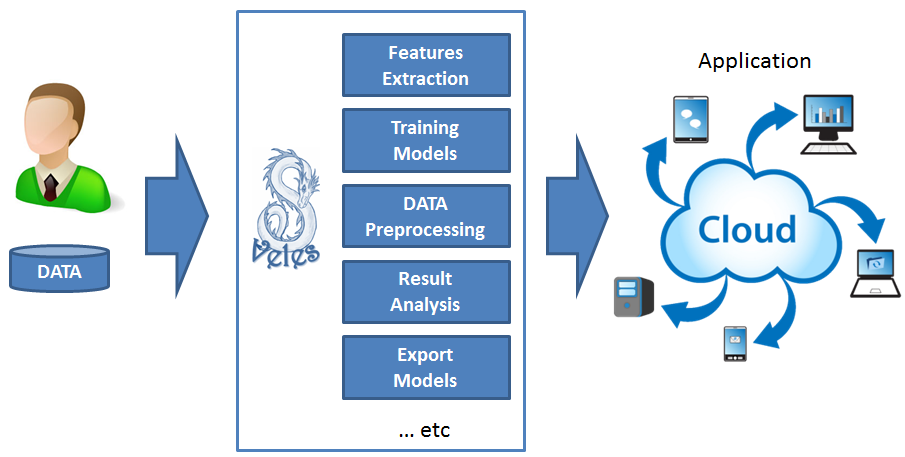 DATA
Veles
Features
Extraction
Training
Models
DATA
Preprocessing
Result
Analysis
Export
Models
... etc
Application
Cloud